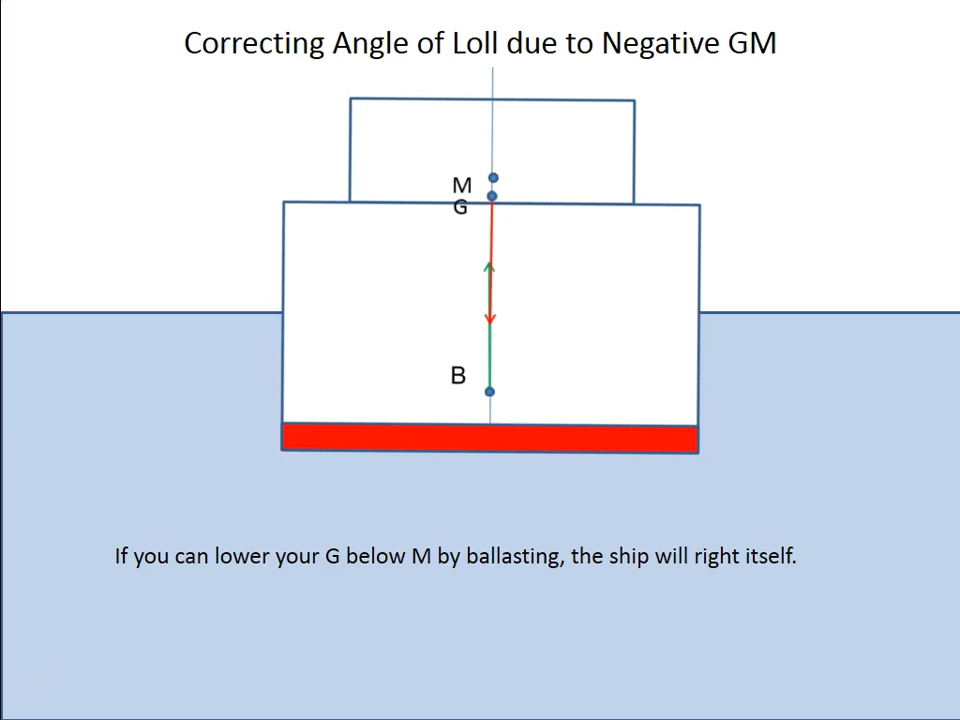 Correcting Angle of Loll due to Negative GM
M
G
B
If you can lower your G below M by ballasting, the ship will right itself.